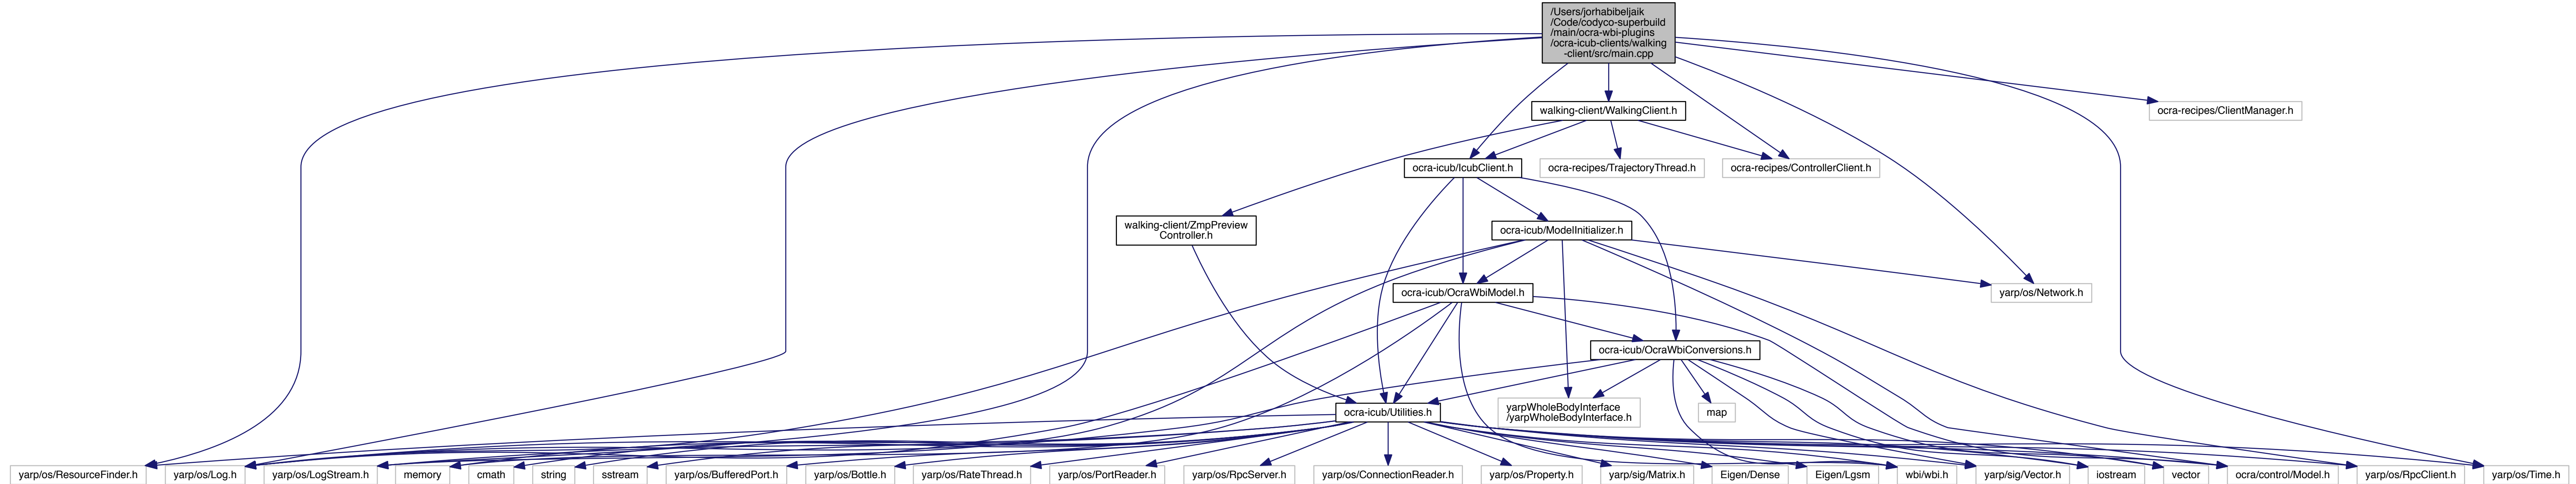 /Users/jorhabibeljaik
/Code/codyco-superbuild
/main/ocra-wbi-plugins
/ocra-icub-clients/walking
-client/src/main.cpp
walking-client/WalkingClient.h
ocra-recipes/ClientManager.h
ocra-icub/IcubClient.h
ocra-recipes/TrajectoryThread.h
ocra-recipes/ControllerClient.h
walking-client/ZmpPreview
Controller.h
ocra-icub/ModelInitializer.h
ocra-icub/OcraWbiModel.h
yarp/os/Network.h
ocra-icub/OcraWbiConversions.h
ocra-icub/Utilities.h
yarpWholeBodyInterface
/yarpWholeBodyInterface.h
map
yarp/os/ResourceFinder.h
yarp/os/Log.h
yarp/os/LogStream.h
memory
cmath
string
sstream
yarp/os/BufferedPort.h
yarp/os/Bottle.h
yarp/os/RateThread.h
yarp/os/PortReader.h
yarp/os/RpcServer.h
yarp/os/ConnectionReader.h
yarp/os/Property.h
yarp/sig/Matrix.h
Eigen/Dense
Eigen/Lgsm
wbi/wbi.h
yarp/sig/Vector.h
iostream
vector
ocra/control/Model.h
yarp/os/RpcClient.h
yarp/os/Time.h